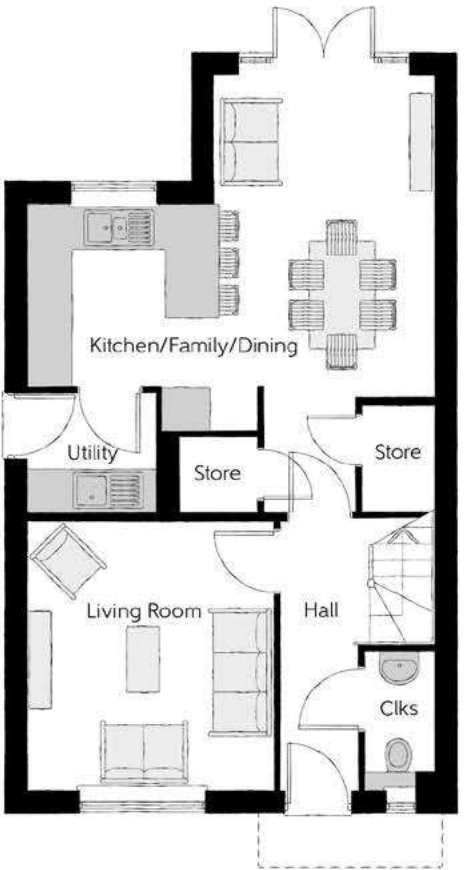 Kitchen/Family/Dining
Utility
Store
Store
Living Room
Hall
Clks